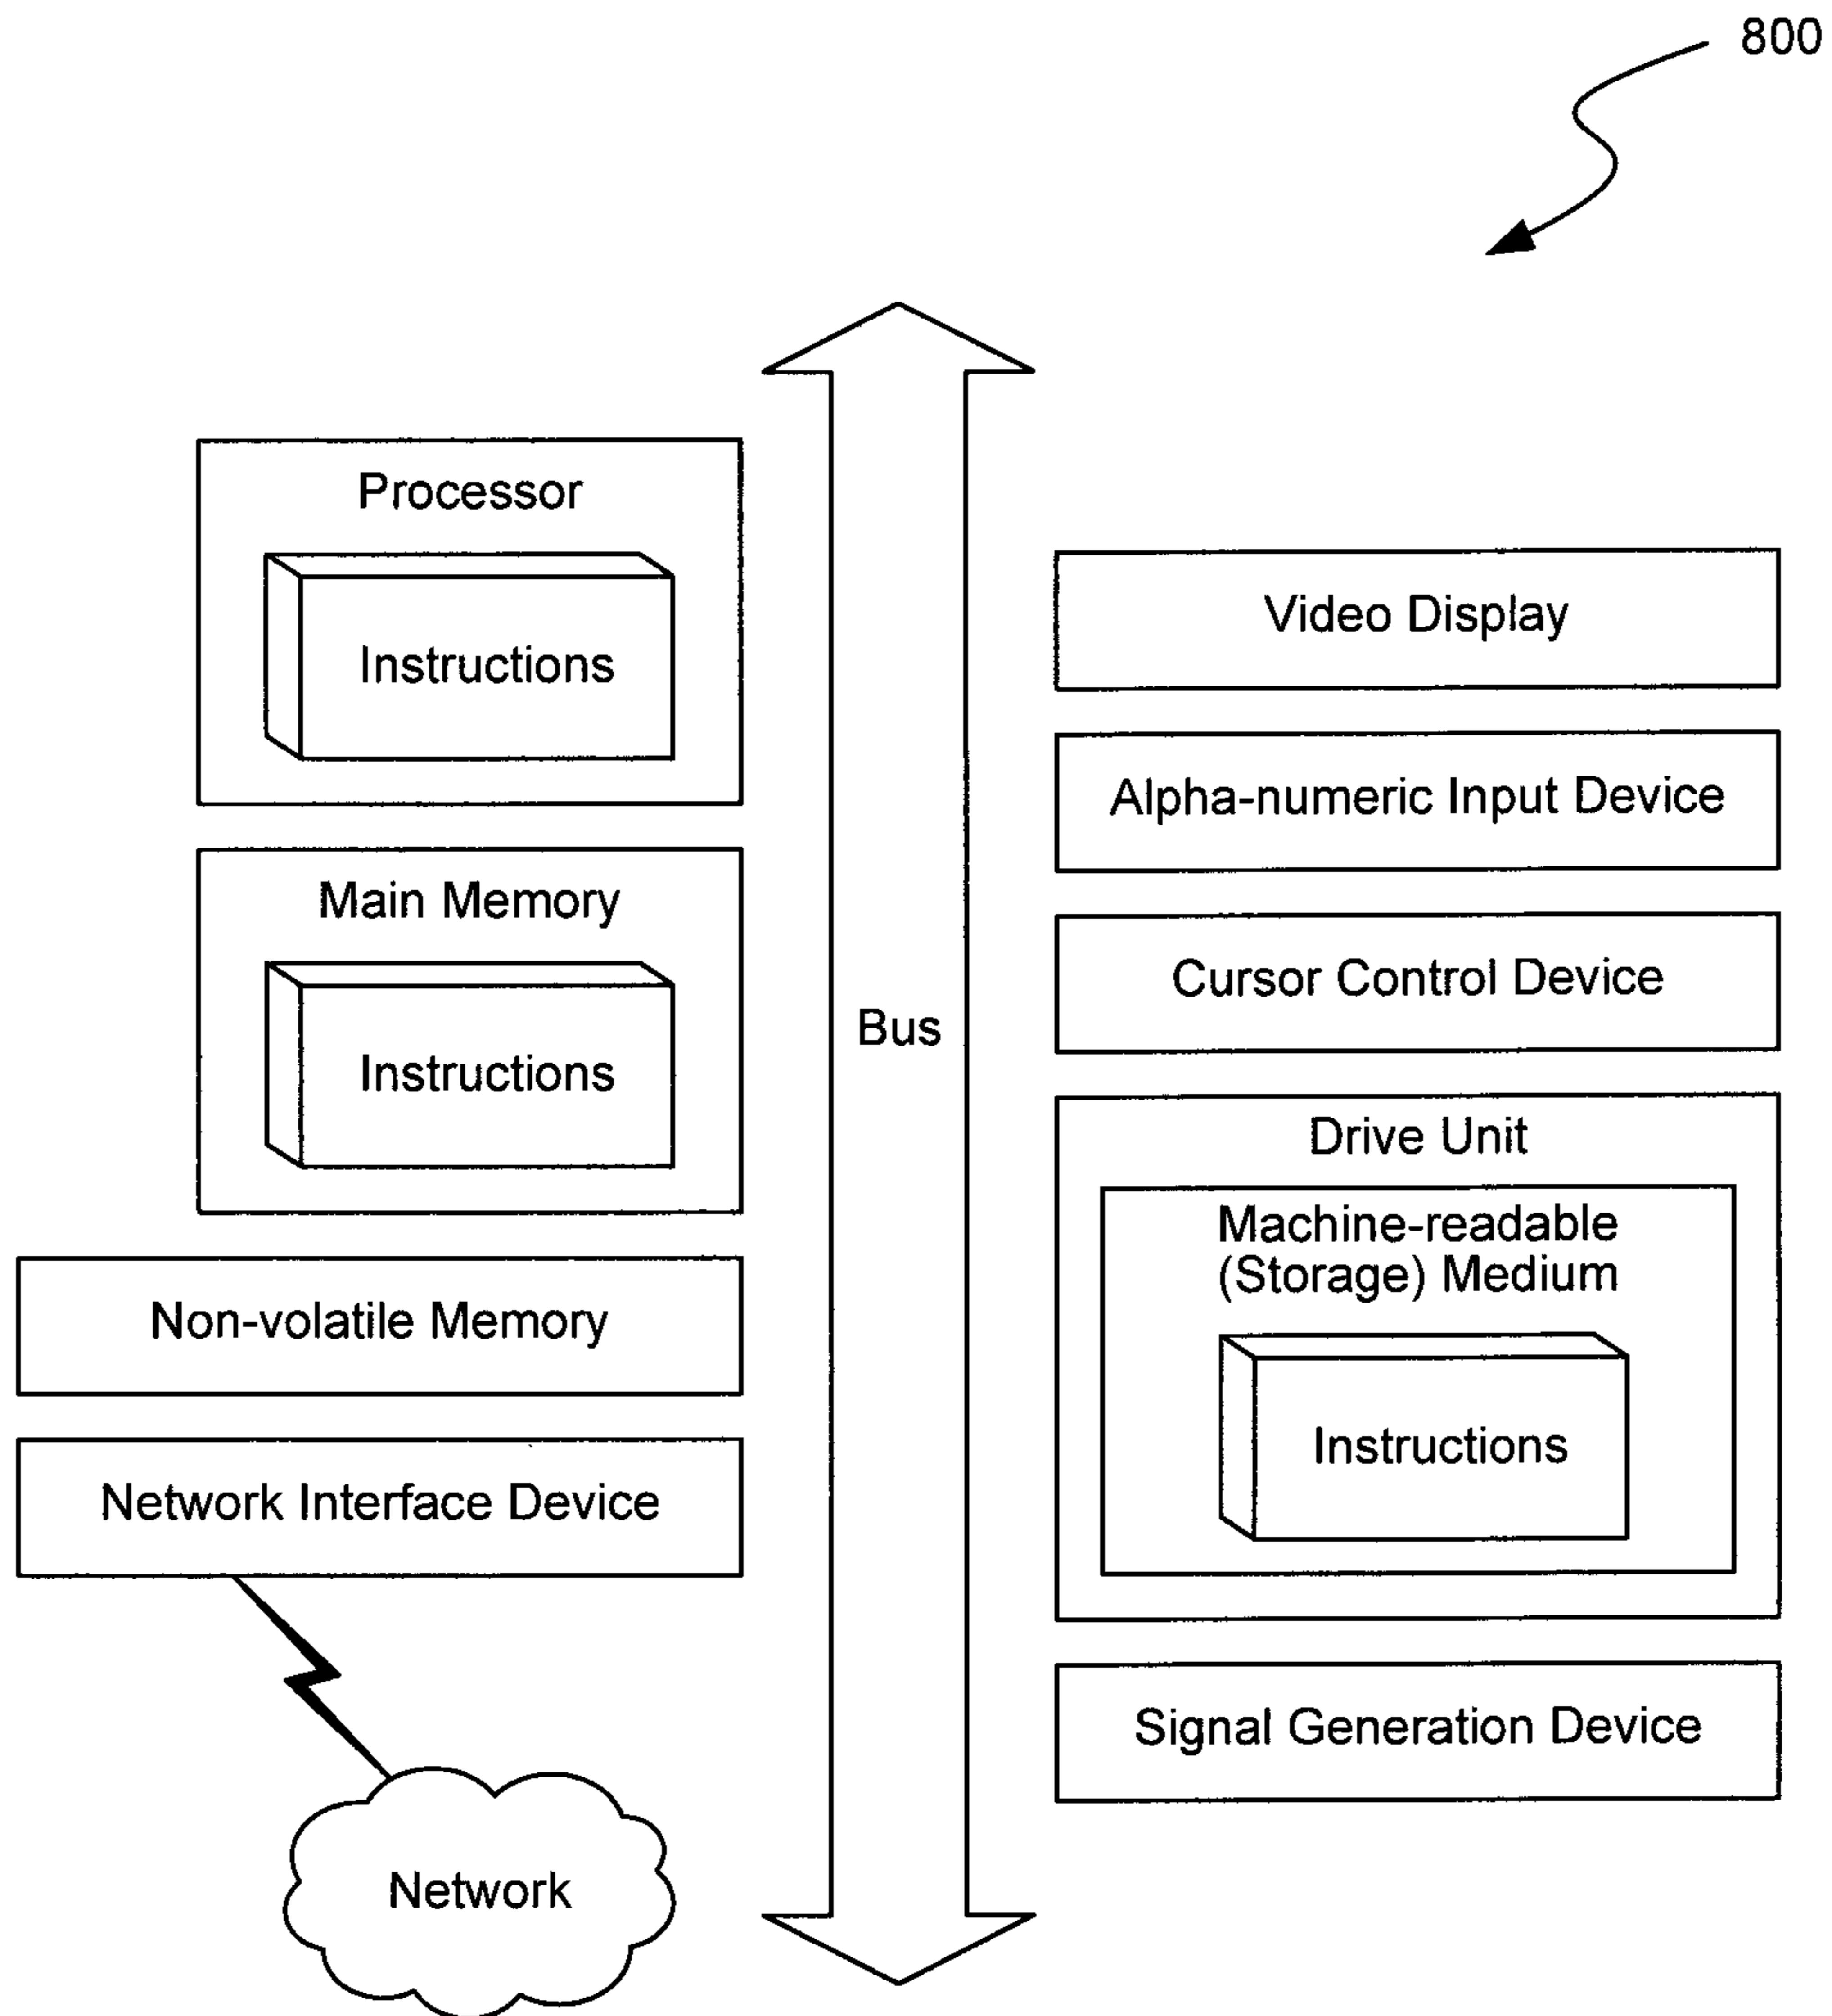 800
Processor
Instructions
Main Memory
Instructions
Non-volatile Memory
Network Interface Device
Network
Bus
Video Display
Alpha-numeric Input Device
Cursor Control Device
Drive Unit
Machine-readable
(Storage) Medium
Instructions
Signal Generation Device